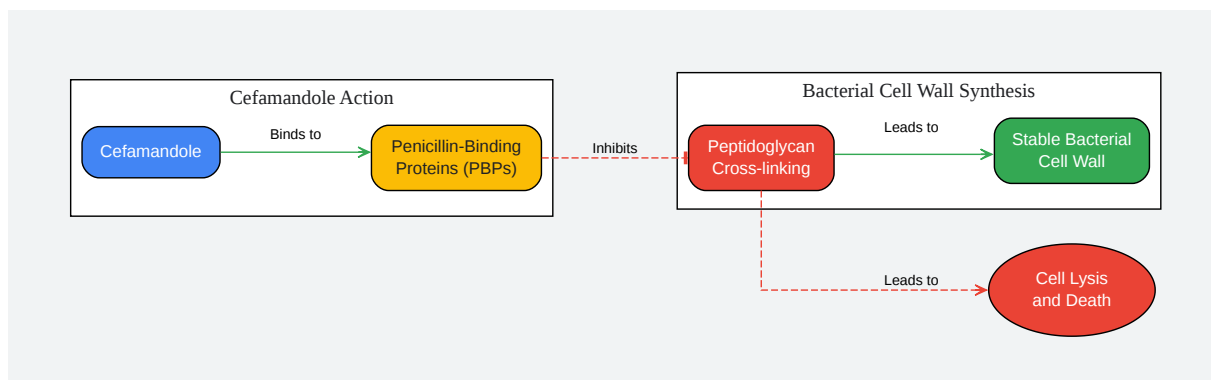 Cefamandole Action
Cefamandole
Binds to
Penicillin-Binding
Proteins (PBPs)
Inhibits
Bacterial Cell Wall Synthesis
Peptidoglycan
Cross-linking
Leads to
Stable Bacterial
Cell Wall
Leads to
Cell Lysis
and Death